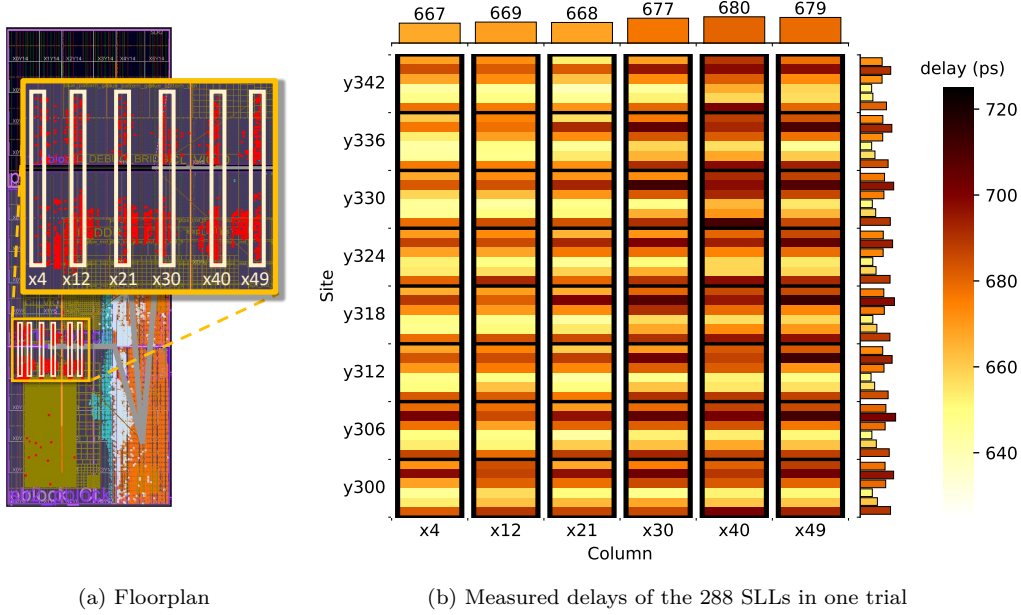 x4 x12 x21 x30 x40 x49
667 669 668 677 680 679
delay (ps)
y342
y336
y330
y324
y318
y312
y306
y300
Site
x4 x12 x21 x30 x40 x49
Column
720
700
680
660
640
(a) Floorplan
(b) Measured delays of the 288 SLLs in one trial